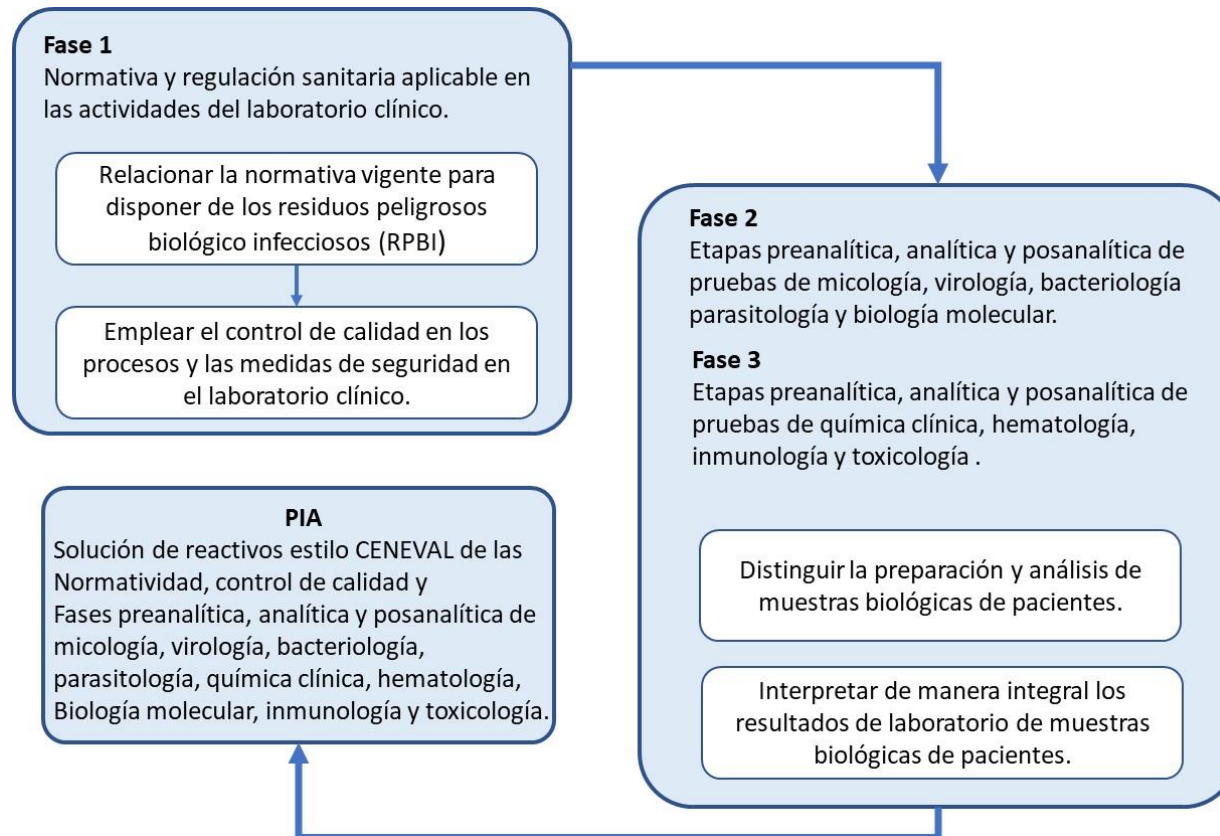 Fase 1
Normativa y regulación sanitaria aplicable en
las actividades del laboratorio clínico.
Relacionar la normativa vigente para
disponer de los residuos peligrosos
biológico infecciosos (RPBI)
Emplear el control de calidad en los
procesos y las medidas de seguridad en
el laboratorio clínico.
Fase 2
Etapas preanalítica, analítica y posanalítica de
pruebas de micología, virología, bacteriología
parasitología y biología molecular.
Fase 3
Etapas preanalítica, analítica y posanalítica de
pruebas de química clínica, hematología,
inmunología y toxicología .
Distinguir la preparación y análisis de
muestras biológicas de pacientes.
Interpretar de manera integral los
resultados de laboratorio de muestras
biológicas de pacientes.
PIA
Solución de reactivos estilo CENEVAL de las
Normatividad, control de calidad y
Fases preanalítica, analítica y posanalítica de
micología, virología, bacteriología,
parasitología, química clínica, hematología,
Biología molecular, inmunología y toxicología.